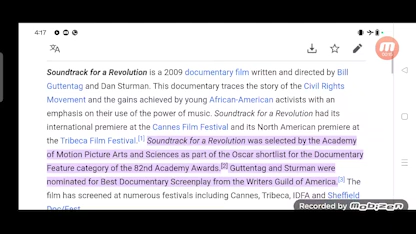 4:17
Soundtrack for a Revolution is a 2009 documentary film written and directed by Bill
Guttentag and Dan Sturman. This documentary traces the story of the Civil Rights
Movement and the gains achieved by young African-American activists with an
emphasis on their use of the power of music. Soundtrack for a Revolution had its
international premiere at the Cannes Film Festival and its North American premiere at
the Tribeca Film Festival.[1] Soundtrack for a Revolution was selected by the Academy
of Motion Picture Arts and Sciences as part of the Oscar shortlist for the Documentary
Feature category of the 82nd Academy Awards.[2] Guttentag and Sturman were
nominated for Best Documentary Screenplay from the Writers Guild of America.[3] The
film has screened at numerous festivals including Cannes, Tribeca, IDFA and Sheffield
Doc/Fest
Recorded by mobizen